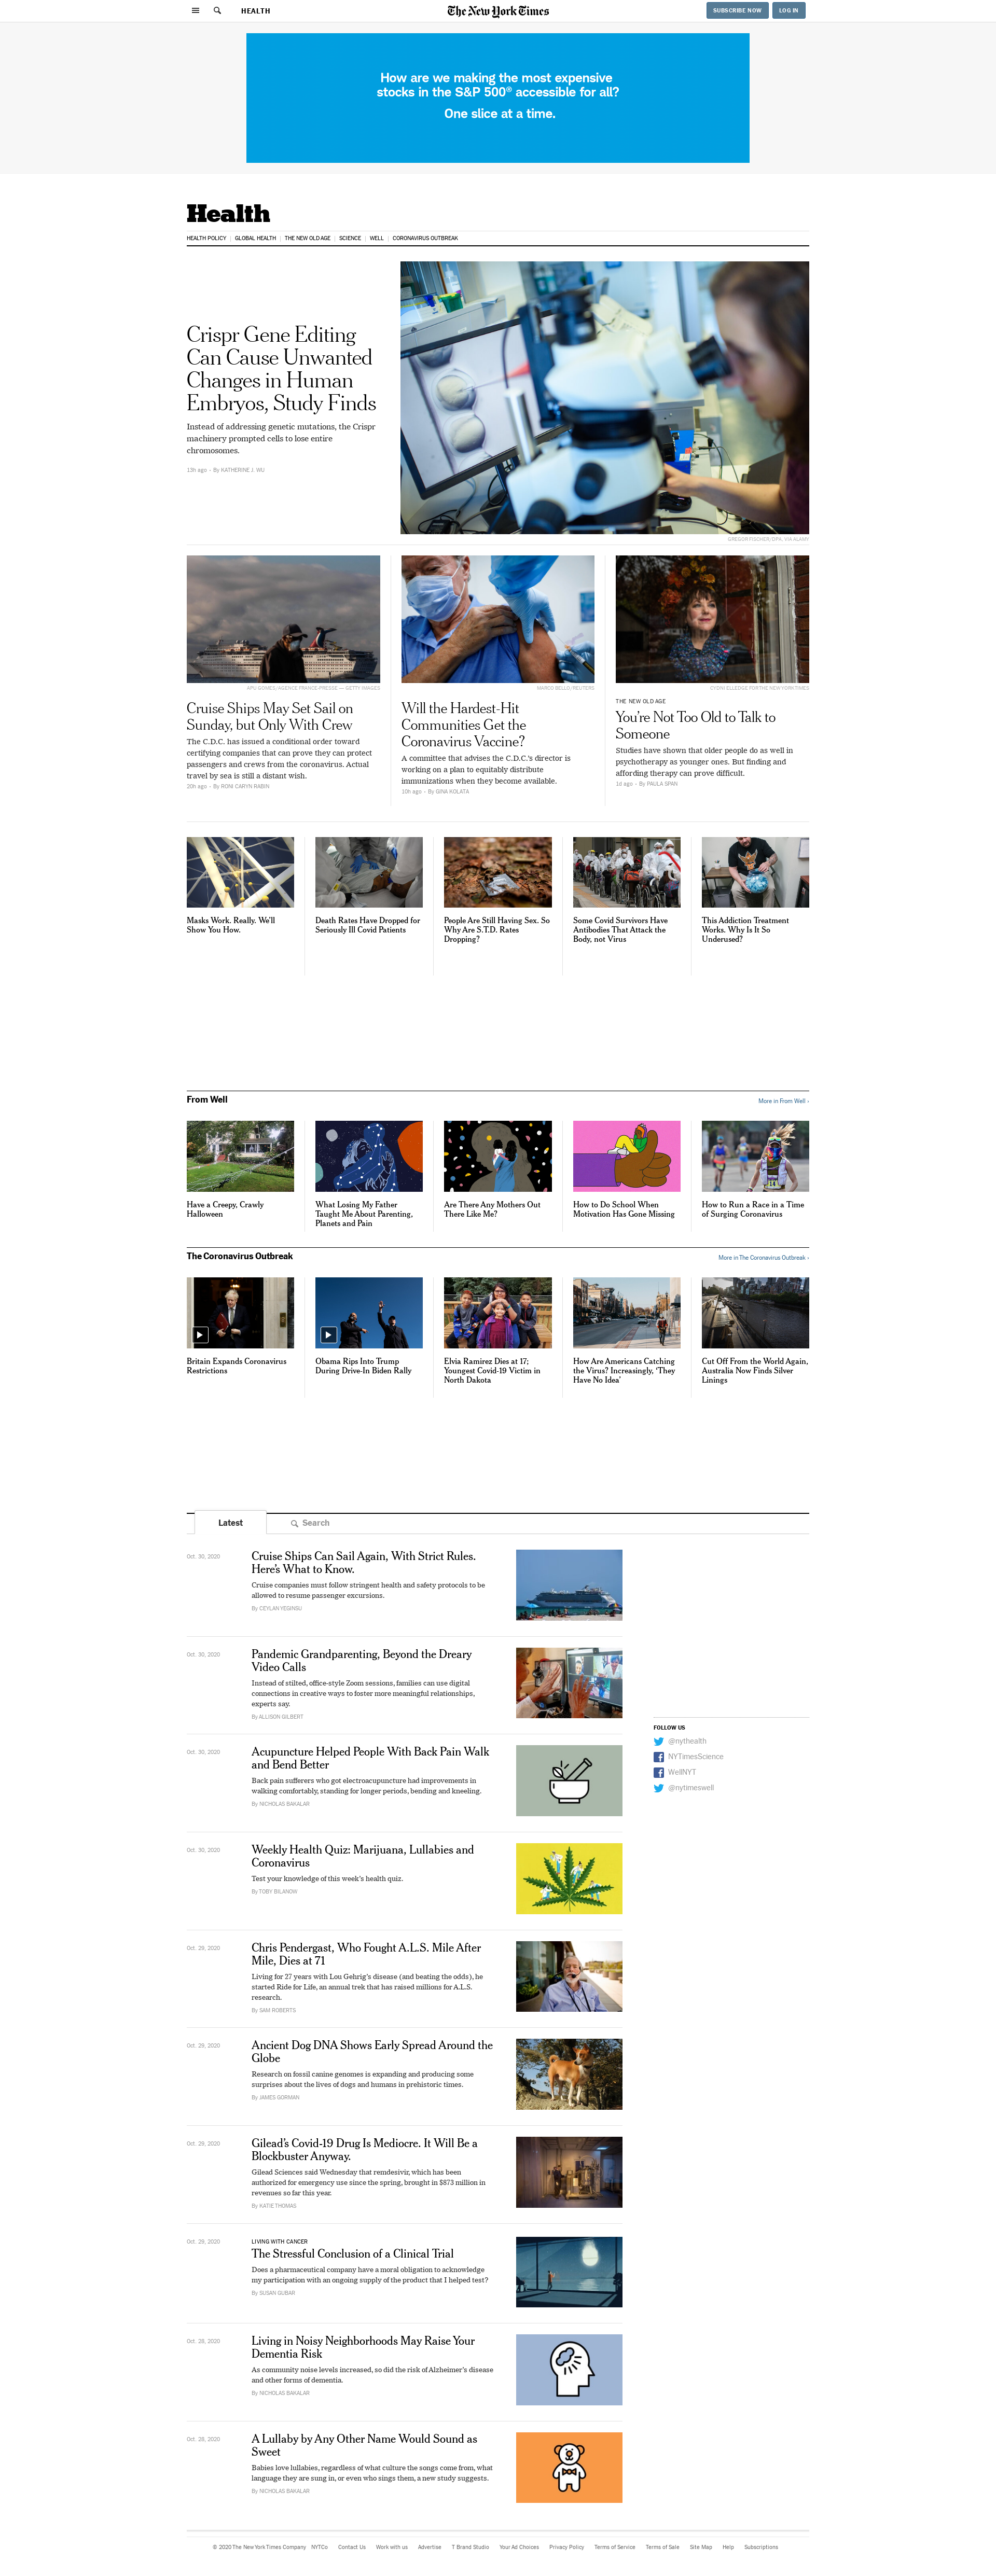 HEALTH
The New York Times
SUBSCRIBE NOW
LOG IN
How are we making the most expensive
stocks in the S&P 500® accessible for all?
One slice at a time.
Health
HEALTH POLICY
GLOBAL HEALTH
THE NEW OLD AGE
SCIENCE
WELL
CORONAVIRUS OUTBREAK
Crispr Gene Editing
Can Cause Unwanted
Changes in Human
Embryos, Study Finds
Instead of addressing genetic mutations, the Crispr
machinery prompted cells to lose entire
chromosomes.
13h ago - By KATHERINE J. WU
GREGOR FISCHER/DPA, VIA ALAMY
APU GOMES/AGENCE FRANCE-PRESSE — GETTY IMAGES
Cruise Ships May Set Sail on
Sunday, but Only With Crew
The C.D.C. has issued a conditional order toward
certifying companies that can prove they can protect
passengers and crews from the coronavirus. Actual
travel by sea is still a distant wish.
20h ago - By RONI CARYN RABIN
MARCO BELLO/REUTERS
Will the Hardest-Hit
Communities Get the
Coronavirus Vaccine?
A committee that advises the C.D.C.'s director is
working on a plan to equitably distribute
immunizations when they become available.
10h ago - By GINA KOLATA
CYDNI ELLEDGE FOR THE NEW YORK TIMES
THE NEW OLD AGE
You're Not Too Old to Talk to
Someone
Studies have shown that older people do as well in
psychotherapy as younger ones. But finding and
affording therapy can prove difficult.
1d ago - By PAULA SPAN
Masks Work. Really. We'll
Show You How.
Death Rates Have Dropped for
Seriously Ill Covid Patients
People Are Still Having Sex. So
Why Are S.T.D. Rates
Dropping?
Some Covid Survivors Have
Antibodies That Attack the
Body, not Virus
This Addiction Treatment
Works. Why Is It So
Underused?
From Well
More in From Well ›
Have a Creepy, Crawly
Halloween
What Losing My Father
Taught Me About Parenting,
Planets and Pain
Are There Any Mothers Out
There Like Me?
How to Do School When
Motivation Has Gone Missing
How to Run a Race in a Time
of Surging Coronavirus
The Coronavirus Outbreak
More in The Coronavirus Outbreak ›
Britain Expands Coronavirus
Restrictions
Obama Rips Into Trump
During Drive-In Biden Rally
Elvia Ramirez Dies at 17;
Youngest Covid-19 Victim in
North Dakota
How Are Americans Catching
the Virus? Increasingly, 'They
Have No Idea'
Cut Off From the World Again,
Australia Now Finds Silver
Linings
Latest
Search
Oct. 30, 2020
Cruise Ships Can Sail Again, With Strict Rules.
Here's What to Know.
Cruise companies must follow stringent health and safety protocols to be
allowed to resume passenger excursions.
By CEYLAN YEGINSU
Oct. 30, 2020
Pandemic Grandparenting, Beyond the Dreary
Video Calls
Instead of stilted, office-style Zoom sessions, families can use digital
connections in creative ways to foster more meaningful relationships,
experts say.
By ALLISON GILBERT
FOLLOW US
@nythealth
NYTimesScience
WellNYT
@nytimeswell
Oct. 30, 2020
Acupuncture Helped People With Back Pain Walk
and Bend Better
Back pain sufferers who got electroacupuncture had improvements in
walking comfortably, standing for longer periods, bending and kneeling.
By NICHOLAS BAKALAR
Oct. 30, 2020
Weekly Health Quiz: Marijuana, Lullabies and
Coronavirus
Test your knowledge of this week's health quiz.
By TOBY BILANOW
Oct. 29, 2020
Chris Pendergast, Who Fought A.L.S. Mile After
Mile, Dies at 71
Living for 27 years with Lou Gehrig's disease (and beating the odds), he
started Ride for Life, an annual trek that has raised millions for A.L.S.
research.
By SAM ROBERTS
Oct. 29, 2020
Ancient Dog DNA Shows Early Spread Around the
Globe
Research on fossil canine genomes is expanding and producing some
surprises about the lives of dogs and humans in prehistoric times.
By JAMES GORMAN
Oct. 29, 2020
Gilead's Covid-19 Drug Is Mediocre. It Will Be a
Blockbuster Anyway.
Gilead Sciences said Wednesday that remdesivir, which has been
authorized for emergency use since the spring, brought in $873 million in
revenues so far this year.
By KATIE THOMAS
Oct. 29, 2020
LIVING WITH CANCER
The Stressful Conclusion of a Clinical Trial
Does a pharmaceutical company have a moral obligation to acknowledge
my participation with an ongoing supply of the product that I helped test?
By SUSAN GUBAR
Oct. 28, 2020
Living in Noisy Neighborhoods May Raise Your
Dementia Risk
As community noise levels increased, so did the risk of Alzheimer's disease
and other forms of dementia.
By NICHOLAS BAKALAR
Oct. 28, 2020
A Lullaby by Any Other Name Would Sound as
Sweet
Babies love lullabies, regardless of what culture the songs come from, what
language they are sung in, or even who sings them, a new study suggests.
By NICHOLAS BAKALAR
© 2020 The New York Times Company
NYTCo
Contact Us
Work with us
Advertise
T Brand Studio
Your Ad Choices
Privacy Policy
Terms of Service
Terms of Sale
Site Map
Help
Subscriptions